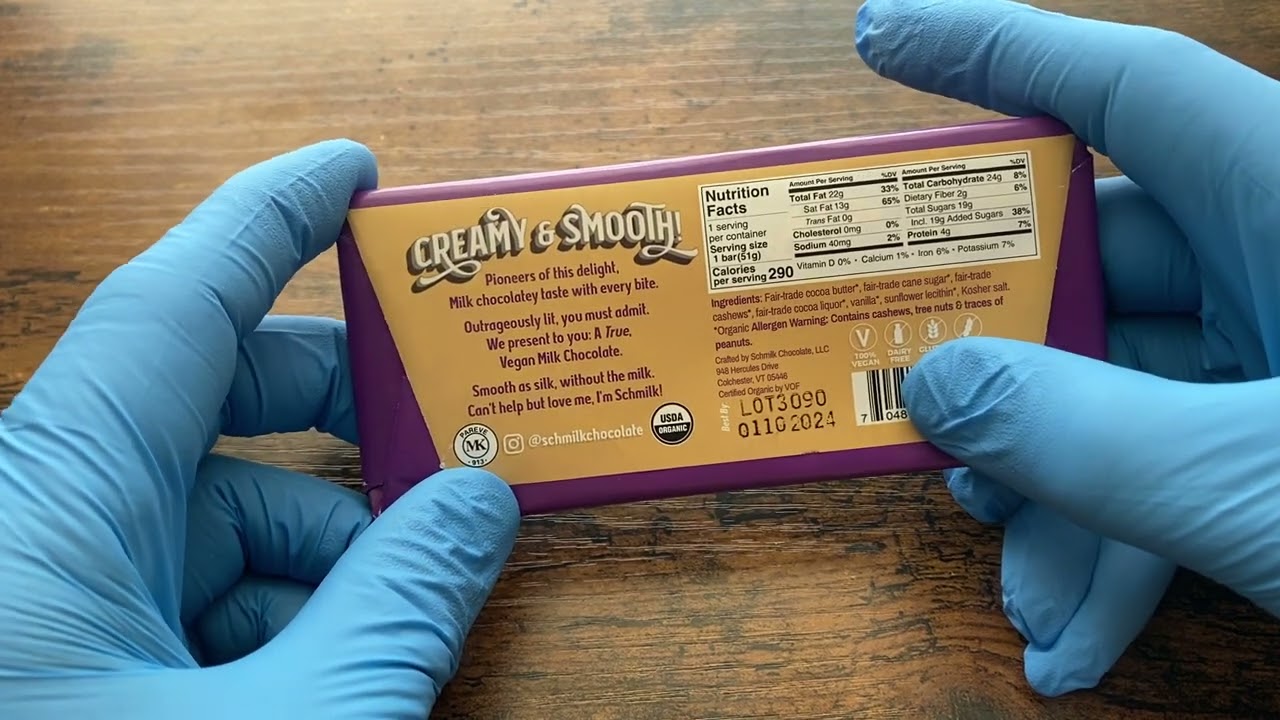 CREAMY & SMOOTH!
Pioneers of this delight,
Milk chocolatey taste with every bite.
Outrageously lit, you must admit.
We present to you: A True,
Vegan Milk Chocolate.
Smooth as silk, without the milk.
Can't help but love me, I'm Schmilk!
PAREVE
MK
·913·
@schmilkchocolate
USDA
ORGANIC
Nutrition
Facts
1 serving
per container
Serving size
1 bar(51g)
Calories
per serving 290
Amount Per Serving %DV
Total Fat 22g 33%
Sat Fat 13g 65%
Trans Fat 0g
Cholesterol 0mg 0%
Sodium 40mg 2%
Amount Per Serving %DV
Total Carbohydrate 24g 8%
Dietary Fiber 2g 6%
Total Sugars 19g
Incl. 19g Added Sugars 38%
Protein 4g 7%
Vitamin D 0% • Calcium 1% • Iron 6% • Potassium 7%
Ingredients: Fair-trade cocoa butter*, fair-trade cane sugar*, fair-trade
cashews*, fair-trade cocoa liquor*, vanilla*, sunflower lecithin*, Kosher salt.
*Organic Allergen Warning: Contains cashews, tree nuts & traces of
peanuts.
V
100%
VEGAN
DAIRY
FREE
Crafted by Schmilk Chocolate, LLC
948 Hercules Drive
Colchester, VT 05446
Certified Organic by VOF
Best By:
LOT3090
01102024
7 048